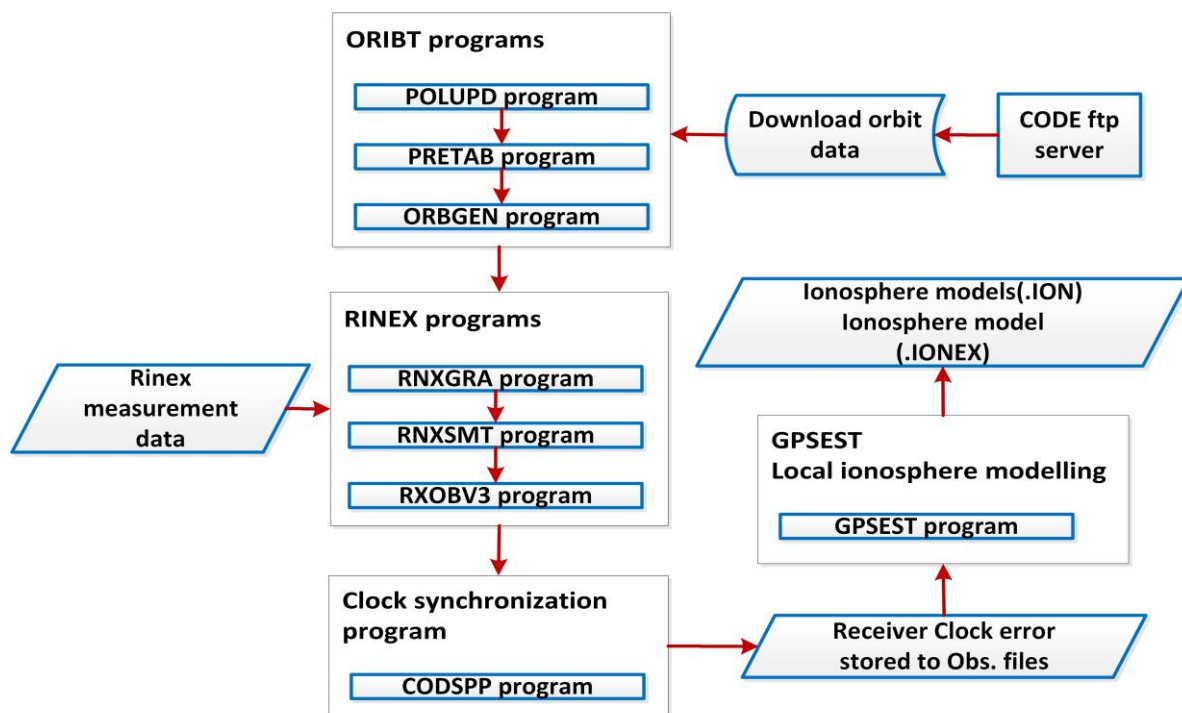 ORIBT programs
POLUPD program
PRETAB program
ORBGEN program
Download orbit
data
CODE ftp
server
RINEX programs
RNXGRA program
RNXSMT program
RXOBV3 program
Rinex
measurement
data
Clock synchronization
program
CODSPP program
Receiver Clock error
stored to Obs. files
GPSEST
Local ionosphere modelling
GPSEST program
Ionosphere models(.ION)
Ionosphere model
(.IONEX)